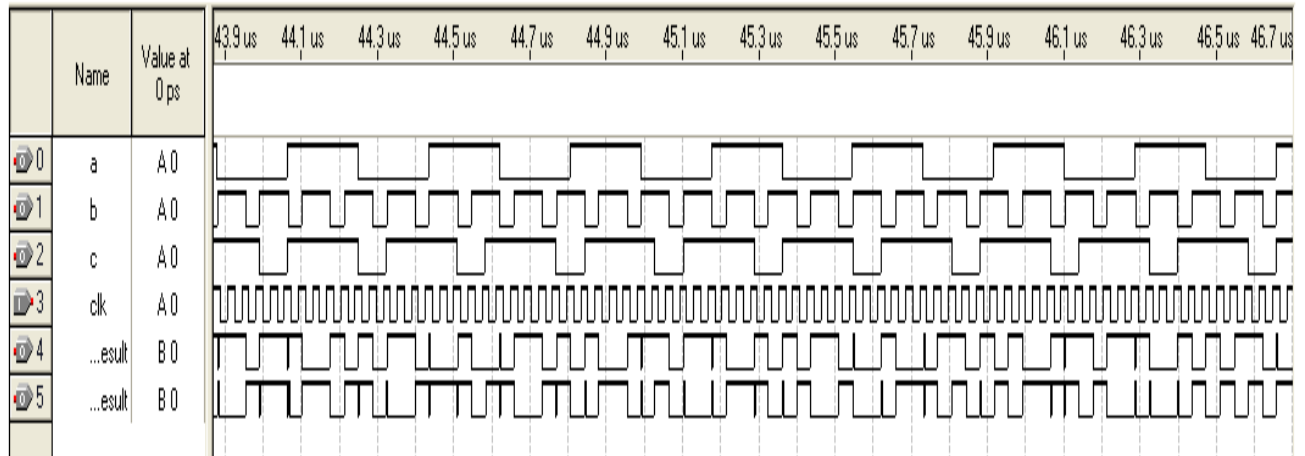 Name Value at 0 ps 43.9 us 44.1 us 44.3 us 44.5 us 44.7 us 44.9 us 45.1 us 45.3 us 45.5 us 45.7 us 45.9 us 46.1 us 46.3 us 46.5 us 46.7 us
0 a A 0
1 b A 0
2 c A 0
3 clk A 0
4 ...esult B 0
5 ...esult B 0